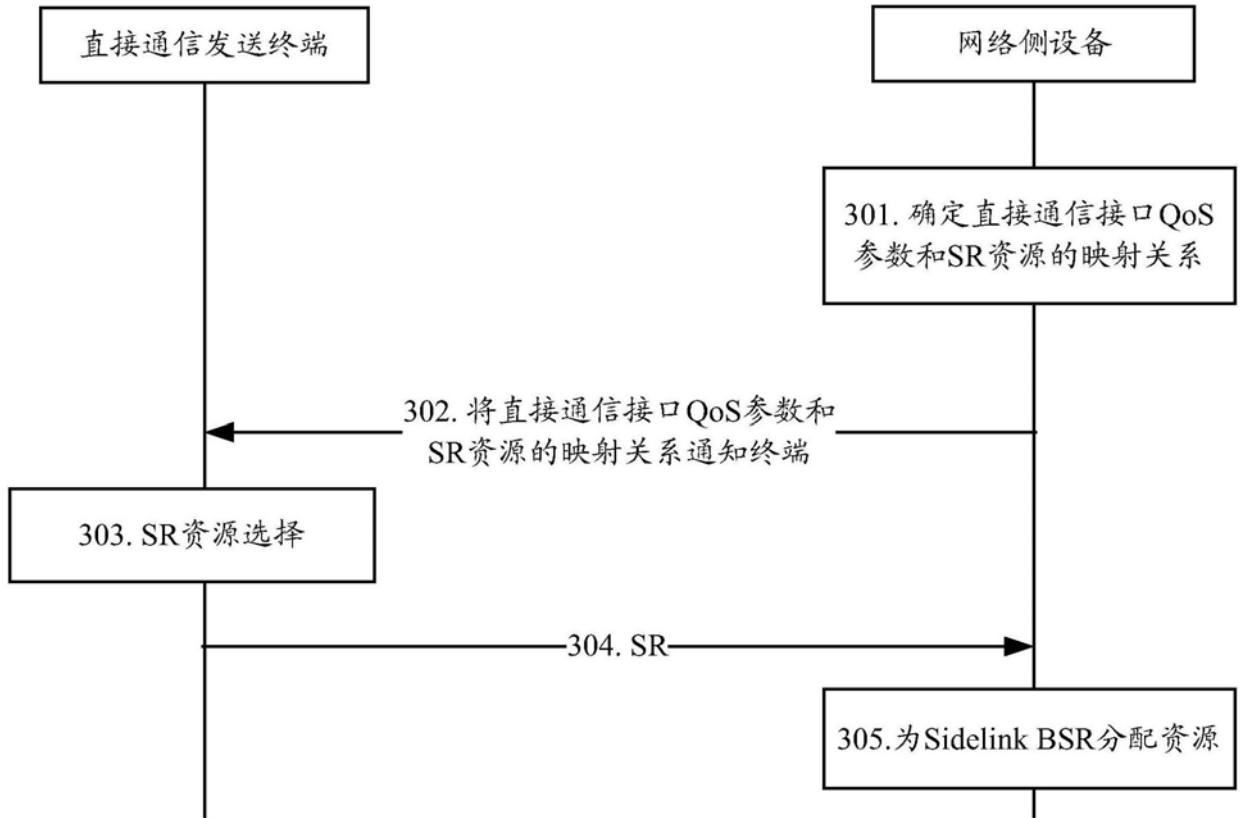 直接通信发送终端
网络侧设备
301. 确定直接通信接口QoS
参数和SR资源的映射关系
302. 将直接通信接口QoS参数和
SR资源的映射关系通知终端
303. SR资源选择
304. SR
305.为Sidelink BSR分配资源